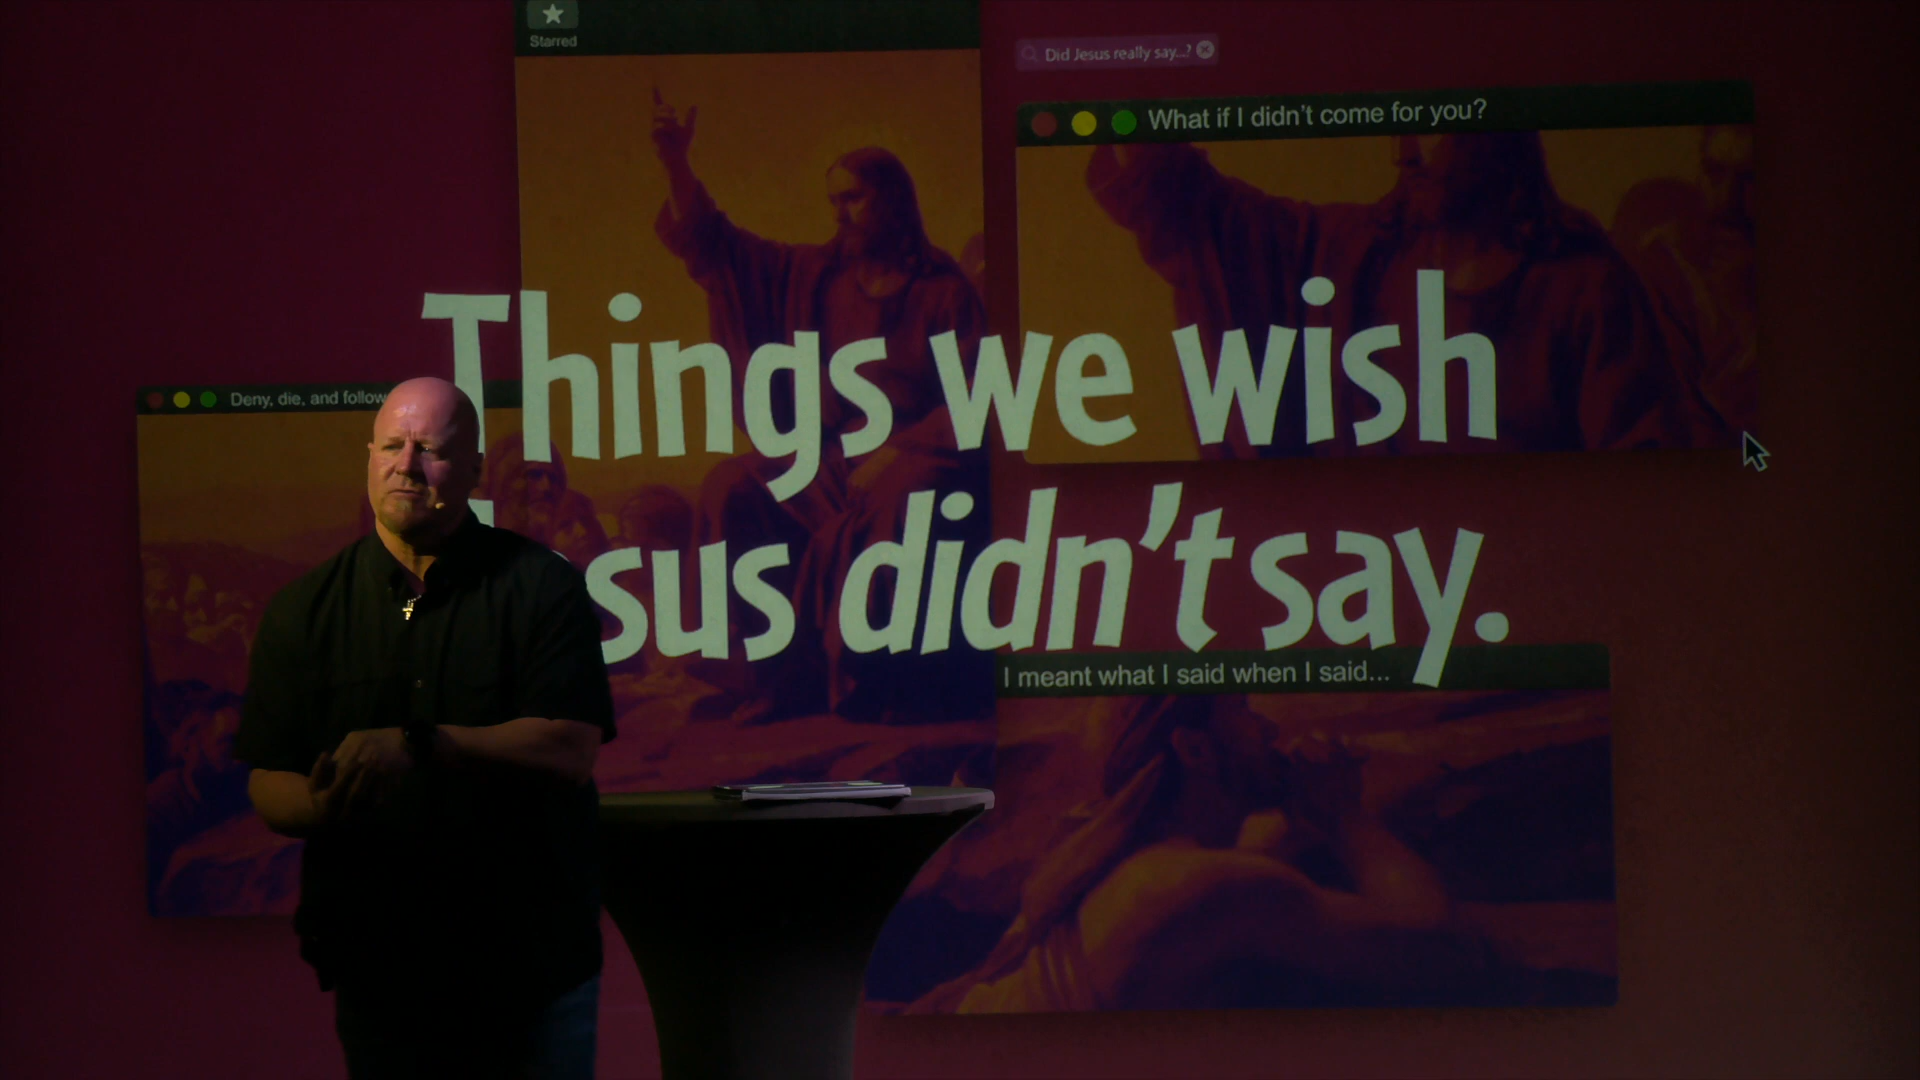 Starred
Did Jesus really say...?
What if I didn't come for you?
Things we wish
Deny, die, and follow
sus didn't say.
I meant what I said when I said...